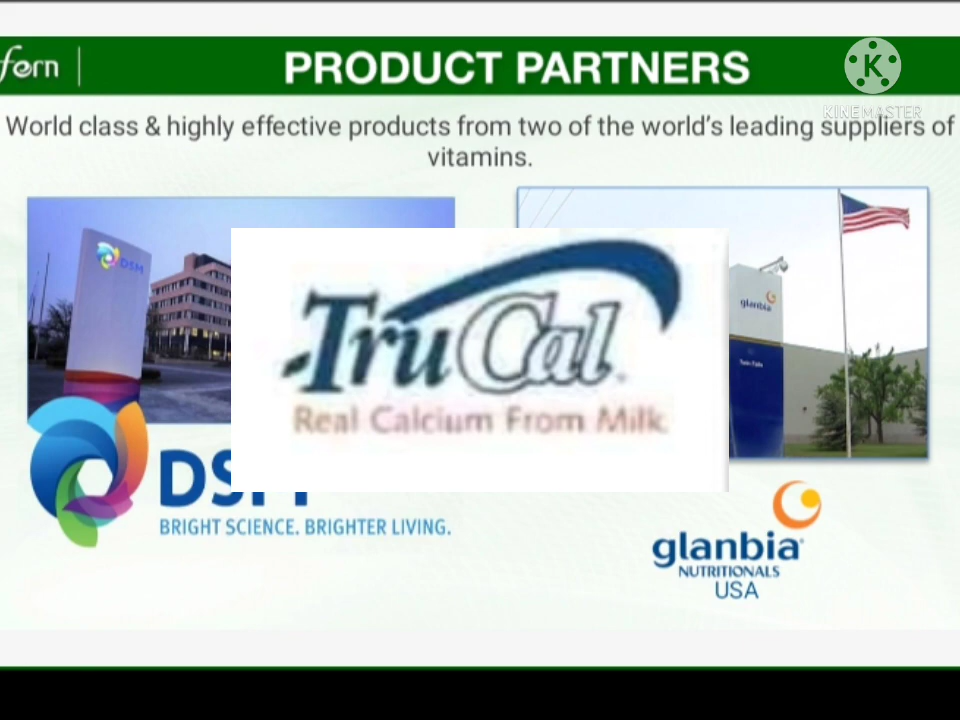 fern
PRODUCT PARTNERS
K
KINEMASTER
World class & highly effective products from two of the world's leading suppliers of
vitamins.
DSM
glanbia
TruCal
Real Calcium From Milk
DSM
BRIGHT SCIENCE. BRIGHTER LIVING.
glanbia
NUTRITIONALS
USA